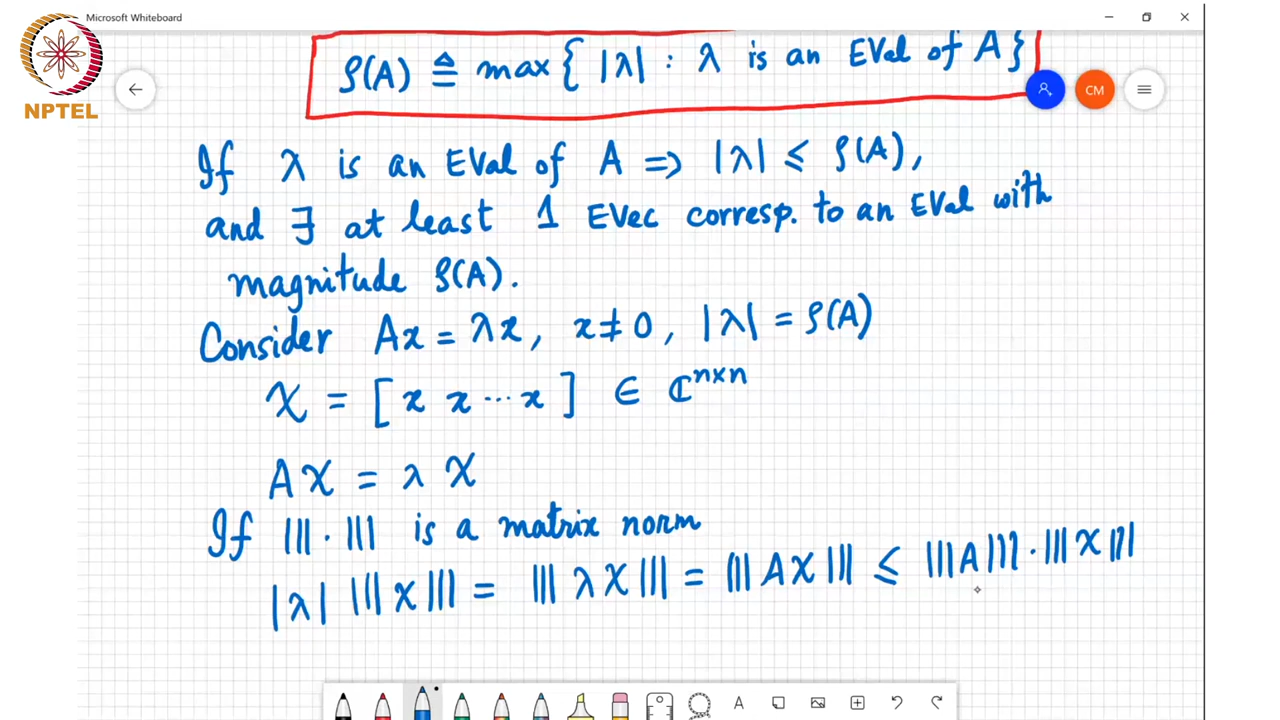 Microsoft Whiteboard
NPTEL
CM
ρ(A) ≜ max{ |λ| : λ is an EVal of A }
If λ is an EVal of A ⇒ |λ| ≤ ρ(A),
and ∃ at least 1 EVec corresp. to an EVal with
magnitude ρ(A).
Consider Ax = λx, x ≠ 0, |λ| = ρ(A)
X = [ x x ... x ] ∈ ℂ^{n×n}
AX = λ X
If |||·||| is a matrix norm
|λ| |||X||| = ||| λX||| = ||| AX ||| ≤ |||A|||·|||X|||
A